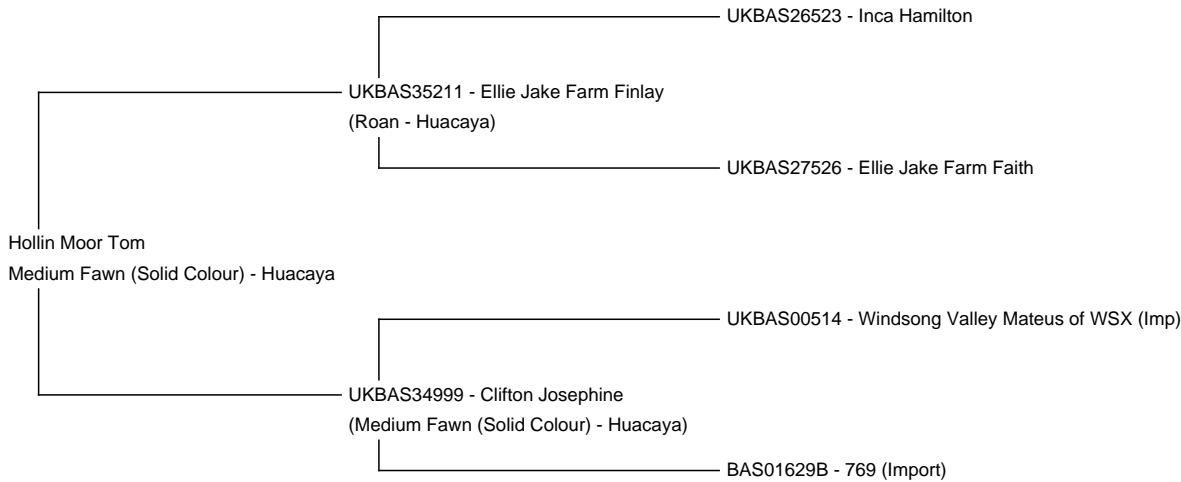 UKBAS26523 - Inca Hamilton
UKBAS35211 - Ellie Jake Farm Finlay
(Roan - Huacaya)
UKBAS27526 - Ellie Jake Farm Faith
Hollin Moor Tom
Medium Fawn (Solid Colour) - Huacaya
UKBAS00514 - Windsong Valley Mateus of WSX (Imp)
UKBAS34999 - Clifton Josephine
(Medium Fawn (Solid Colour) - Huacaya)
BAS01629B - 769 (Import)